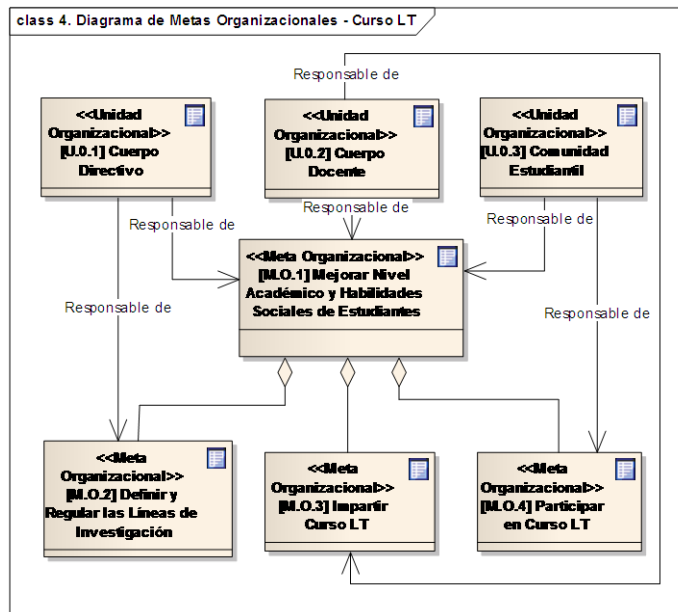 class 4. Diagrama de Metas Organizacionales - Curso LT
Responsable de
<<Unidad
Organizacional>>
[U.0.1] Cuerpo
Directivo
<<Unidad
Organizacional>>
[U.0.2] Cuerpo
Docente
<<Unidad
Organizacional>>
[U.0.3] Comunidad
Estudiantil
Responsable de
Responsable de
Responsable de
<<Meta Organizacional>>
[M.O.1] Mejorar Nivel
Académico y Habilidades
Sociales de Estudiantes
Responsable de
Responsable de
<<Meta
Organizacional>>
[M.O.2] Definir y
Regular las Líneas de
Investigación
<<Meta
Organizacional>>
[M.O.3] Impartir
Curso LT
<<Meta
Organizacional>>
[M.O.4] Participar
en Curso LT